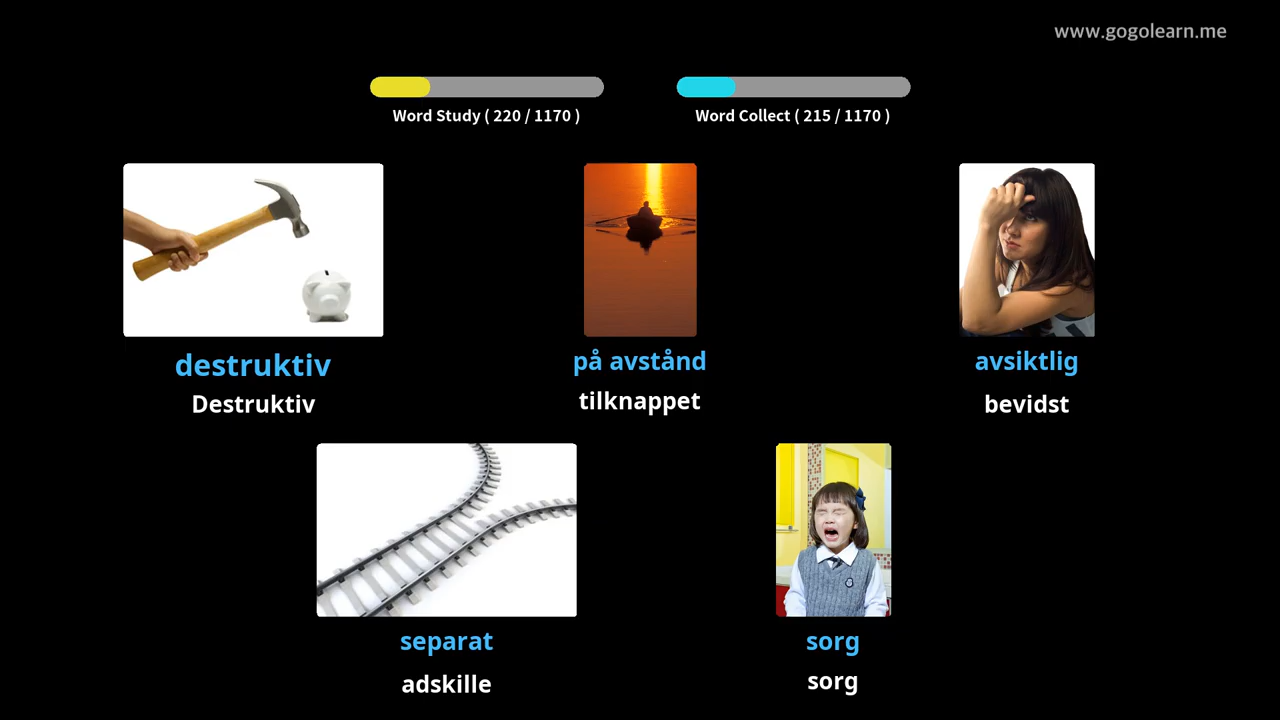 www.gogolearn.me
Word Study ( 220 / 1170 )
Word Collect ( 215 / 1170 )
destruktiv
Destruktiv
på avstånd
tilknappet
avsiktlig
bevidst
separat
adskille
sorg
sorg